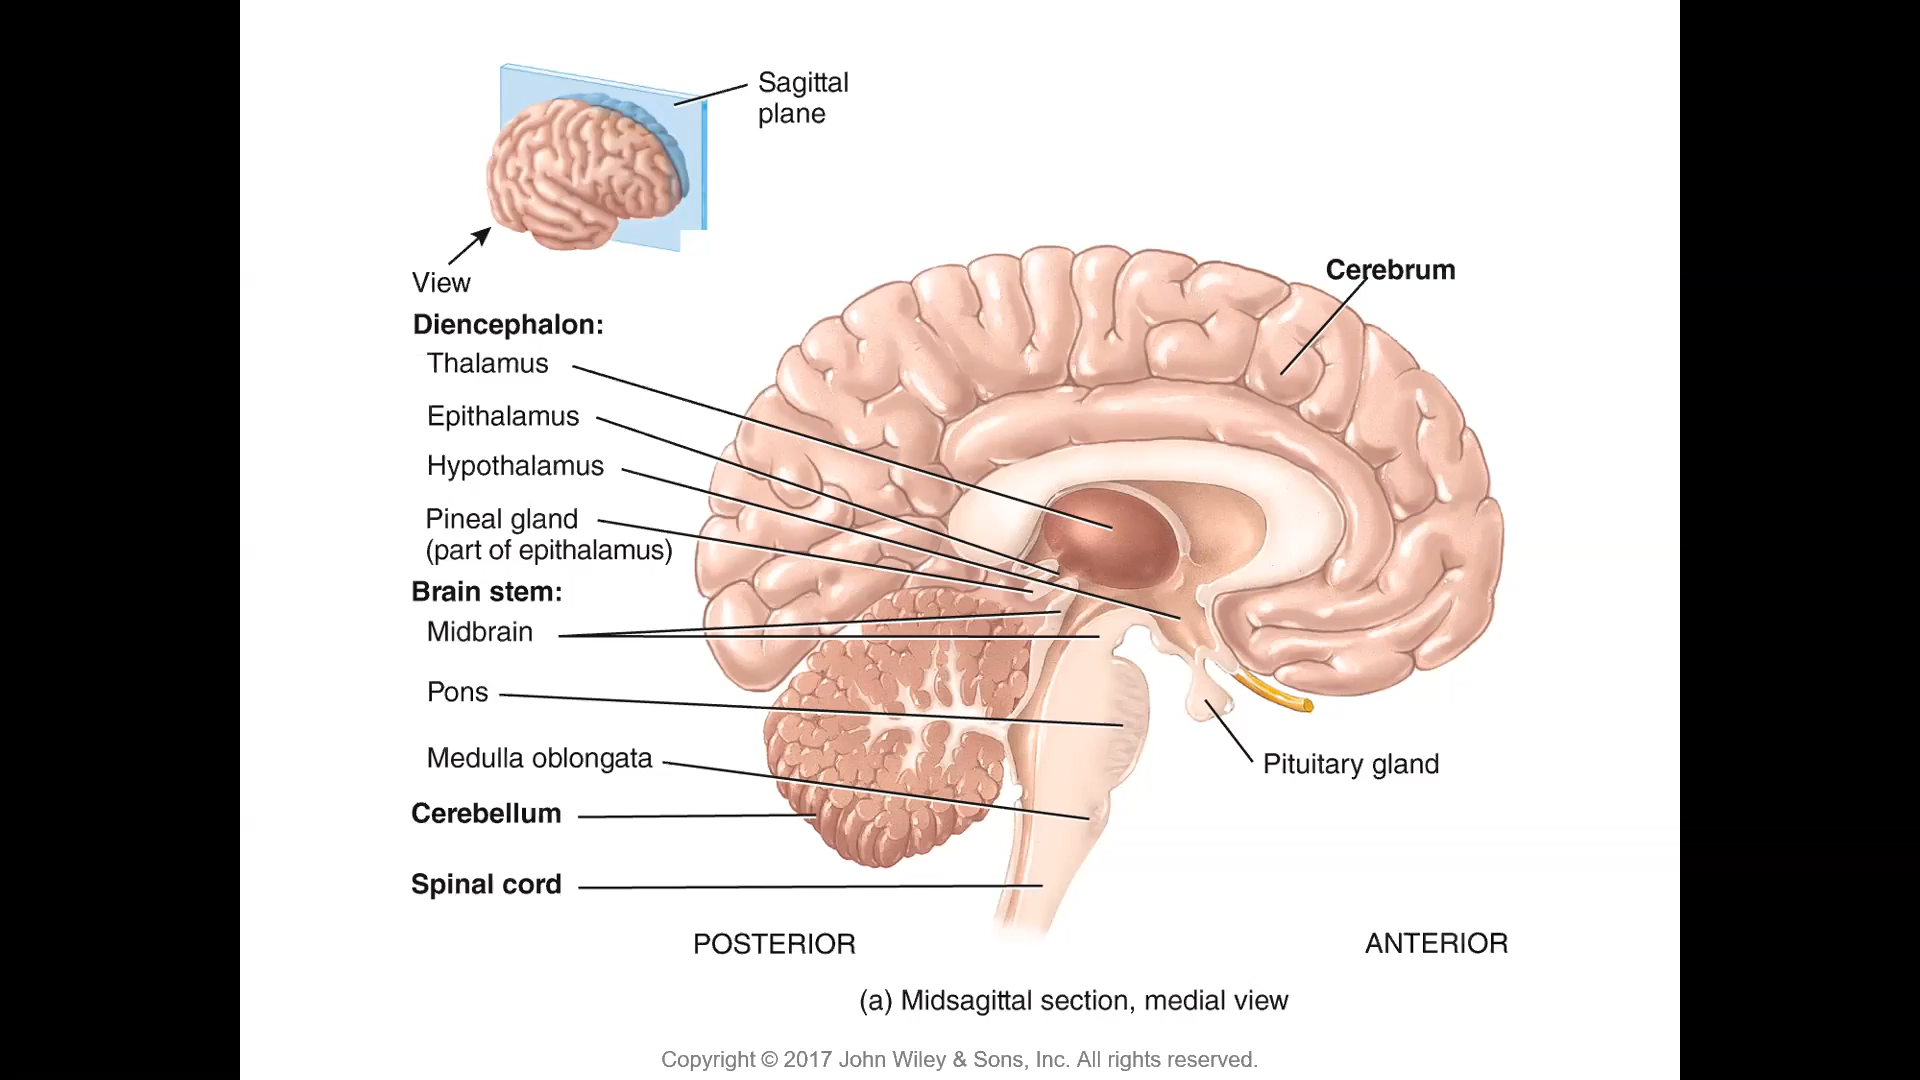 Sagittal
plane
View
Cerebrum
Diencephalon:
Thalamus
Epithalamus
Hypothalamus
Pineal gland
(part of epithalamus)
Brain stem:
Midbrain
Pons
Medulla oblongata
Pituitary gland
Cerebellum
Spinal cord
POSTERIOR
ANTERIOR
(a) Midsagittal section, medial view
Copyright © 2017 John Wiley & Sons, Inc. All rights reserved.